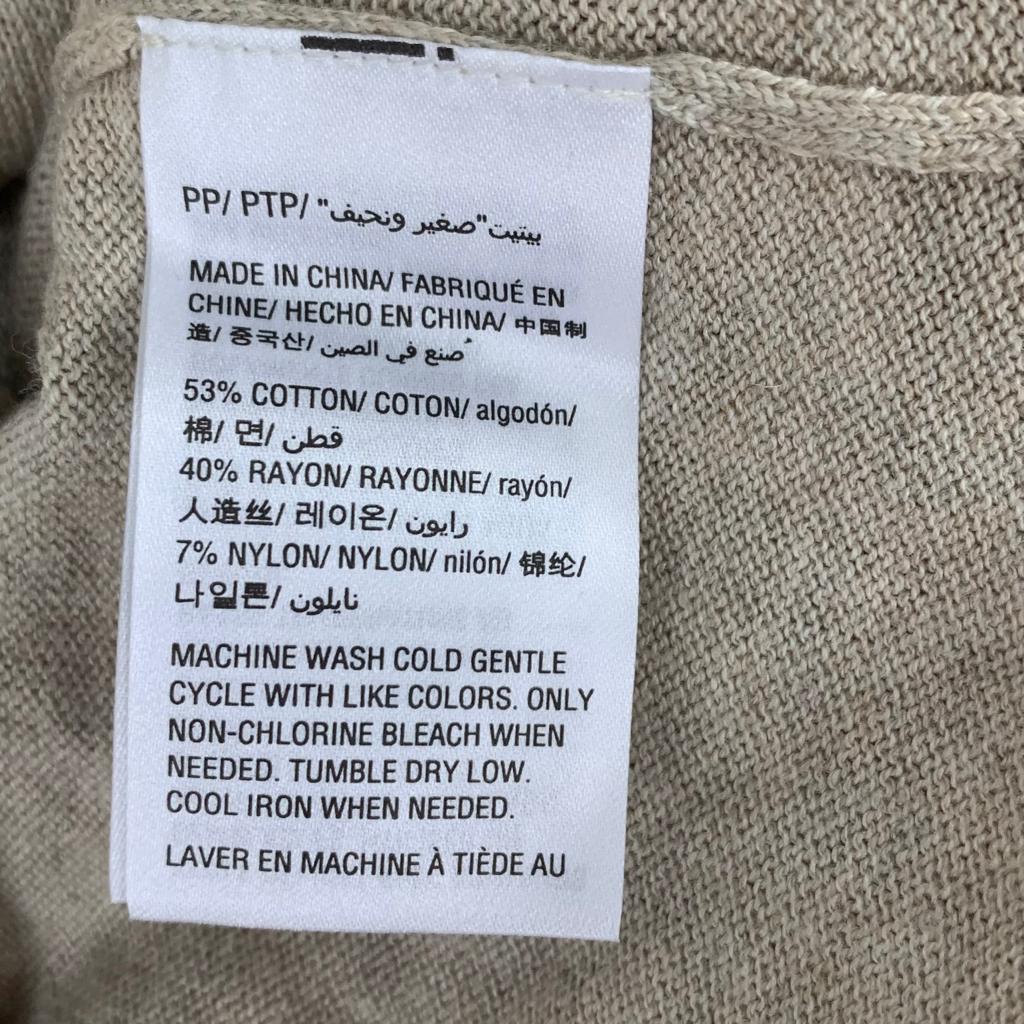 PP/ PTP/ "بيتيت"صغير ونحيف"
MADE IN CHINA/ FABRIQUÉ EN
CHINE/ HECHO EN CHINA/ 中国制
造/ 중국산/ صُنع في الصين
53% COTTON/ COTON/ algodón/
棉/ 면/ قطن
40% RAYON/ RAYONNE/ rayón/
人造丝/ 레이온/ رايون
7% NYLON/ NYLON/ nilón/ 锦纶/
나일론/ نايلون
MACHINE WASH COLD GENTLE
CYCLE WITH LIKE COLORS. ONLY
NON-CHLORINE BLEACH WHEN
NEEDED. TUMBLE DRY LOW.
COOL IRON WHEN NEEDED.
LAVER EN MACHINE À TIÈDE AU